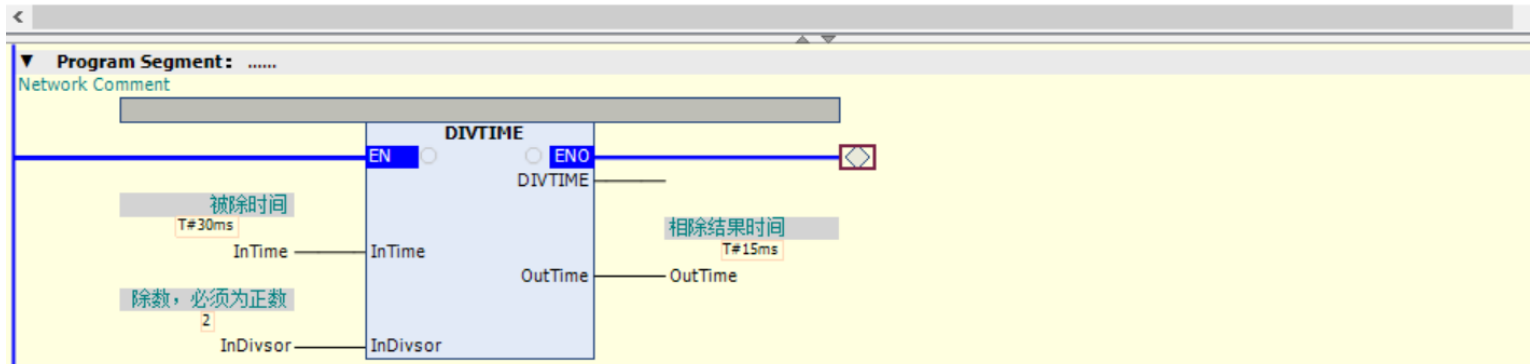 Program Segment: ......
Network Comment
DIVTIME
EN ENO
DIVTIME
被除时间
T#30ms
相除结果时间
T#15ms
InTime InTime
OutTime OutTime
除数，必须为正数
2
InDivsor InDivsor